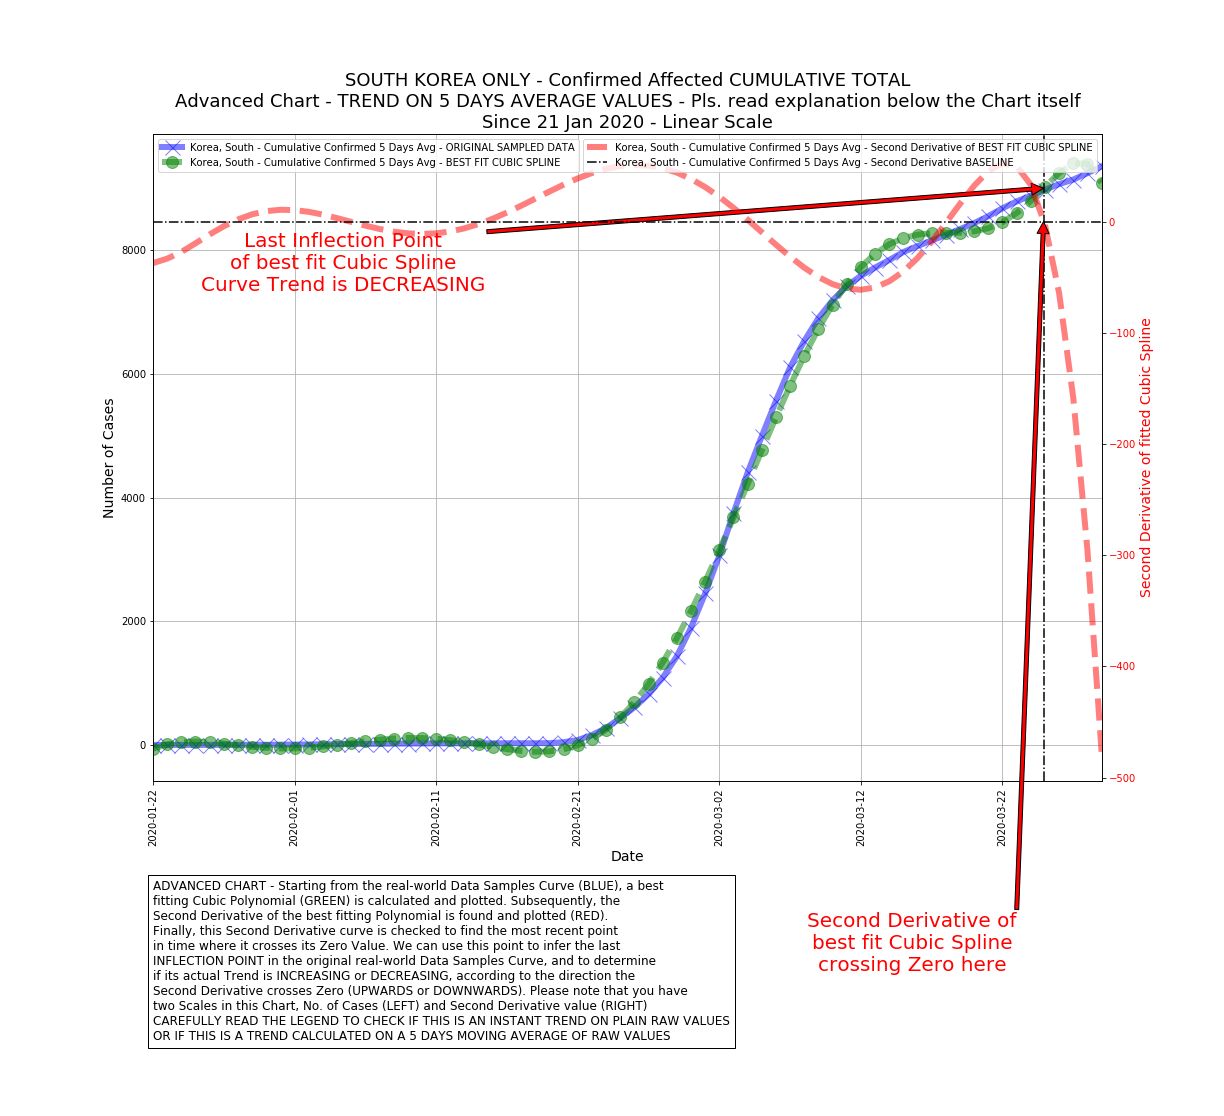 SOUTH KOREA ONLY - Confirmed Affected CUMULATIVE TOTAL
Advanced Chart - TREND ON 5 DAYS AVERAGE VALUES - Pls. read explanation below the Chart itself
Since 21 Jan 2020 - Linear Scale
Korea, South - Cumulative Confirmed 5 Days Avg - ORIGINAL SAMPLED DATA
Korea, South - Cumulative Confirmed 5 Days Avg - BEST FIT CUBIC SPLINE
Korea, South - Cumulative Confirmed 5 Days Avg - Second Derivative of BEST FIT CUBIC SPLINE
Korea, South - Cumulative Confirmed 5 Days Avg - Second Derivative BASELINE
Last Inflection Point
of best fit Cubic Spline
Curve Trend is DECREASING
8000
6000
4000
2000
0
Number of Cases
0
−100
−200
−300
−400
−500
Second Derivative of fitted Cubic Spline
2020-01-22
2020-02-01
2020-02-11
2020-02-21
2020-03-02
2020-03-12
2020-03-22
Date
ADVANCED CHART - Starting from the real-world Data Samples Curve (BLUE), a best
fitting Cubic Polynomial (GREEN) is calculated and plotted. Subsequently, the
Second Derivative of the best fitting Polynomial is found and plotted (RED).
Finally, this Second Derivative curve is checked to find the most recent point
in time where it crosses its Zero Value. We can use this point to infer the last
INFLECTION POINT in the original real-world Data Samples Curve, and to determine
if its actual Trend is INCREASING or DECREASING, according to the direction the
Second Derivative crosses Zero (UPWARDS or DOWNWARDS). Please note that you have
two Scales in this Chart, No. of Cases (LEFT) and Second Derivative value (RIGHT)
CAREFULLY READ THE LEGEND TO CHECK IF THIS IS AN INSTANT TREND ON PLAIN RAW VALUES
OR IF THIS IS A TREND CALCULATED ON A 5 DAYS MOVING AVERAGE OF RAW VALUES
Second Derivative of
best fit Cubic Spline
crossing Zero here